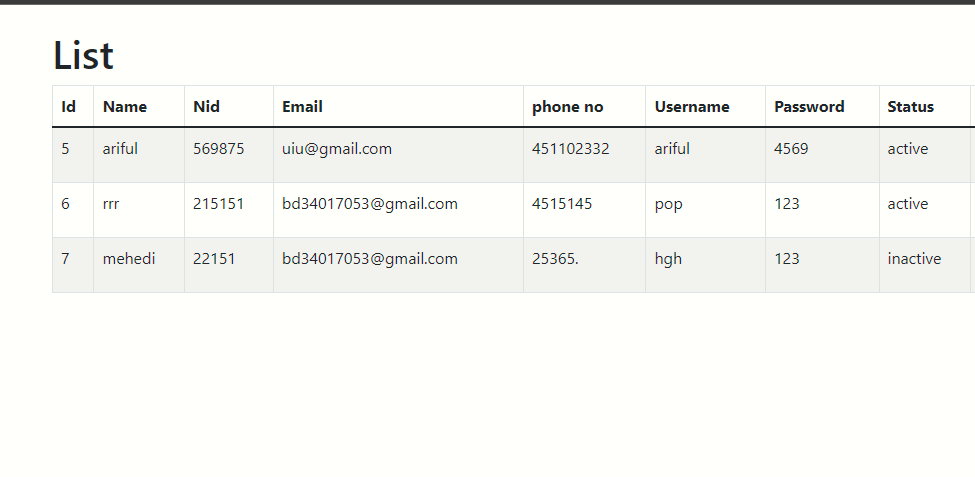 List
Id Name Nid Email phone no Username Password Status
5 ariful 569875 uiu@gmail.com 451102332 ariful 4569 active
6 rrr 215151 bd34017053@gmail.com 4515145 pop 123 active
7 mehedi 22151 bd34017053@gmail.com 25365. hgh 123 inactive